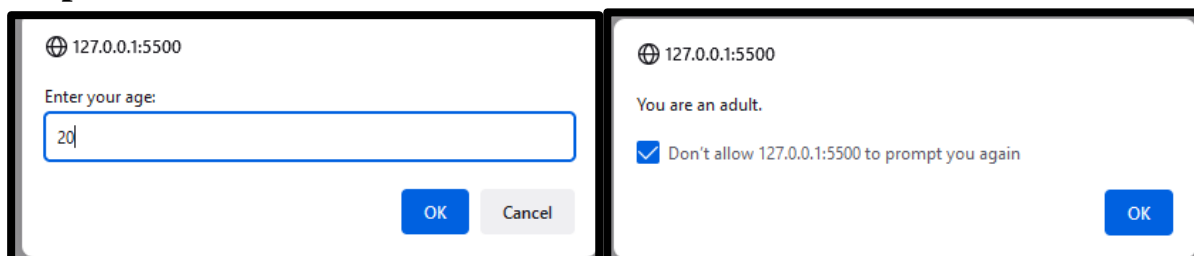 127.0.0.1:5500
Enter your age:
20
OK
Cancel
127.0.0.1:5500
You are an adult.
Don't allow 127.0.0.1:5500 to prompt you again
OK